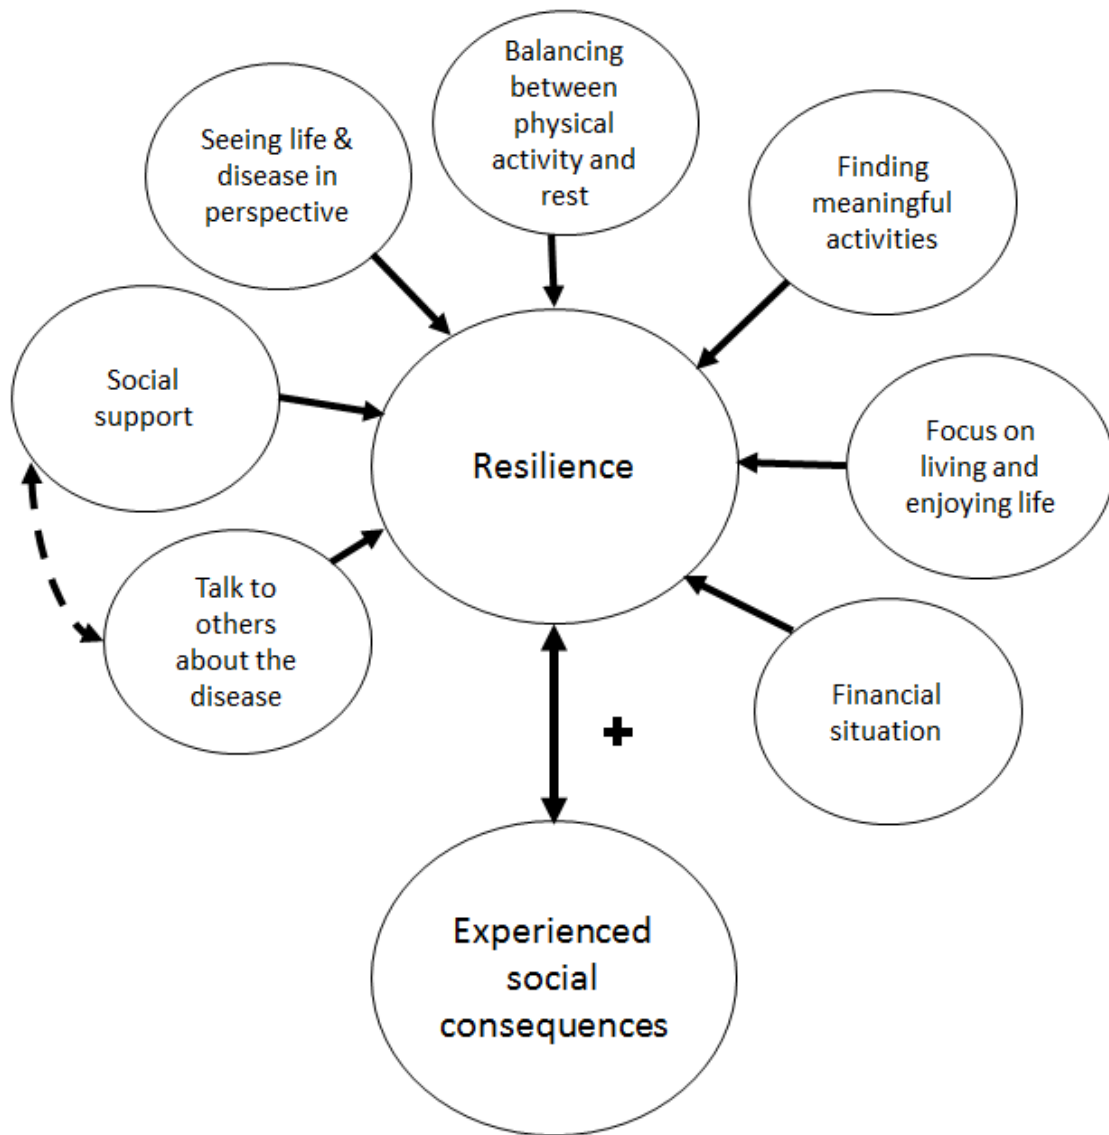 Balancing
between
physical
activity and
rest
Seeing life &
disease in
perspective
Finding
meaningful
activities
Social
support
Resilience
Focus on
living and
enjoying life
Talk to
others
about the
disease
Financial
situation
+
Experienced
social
consequences